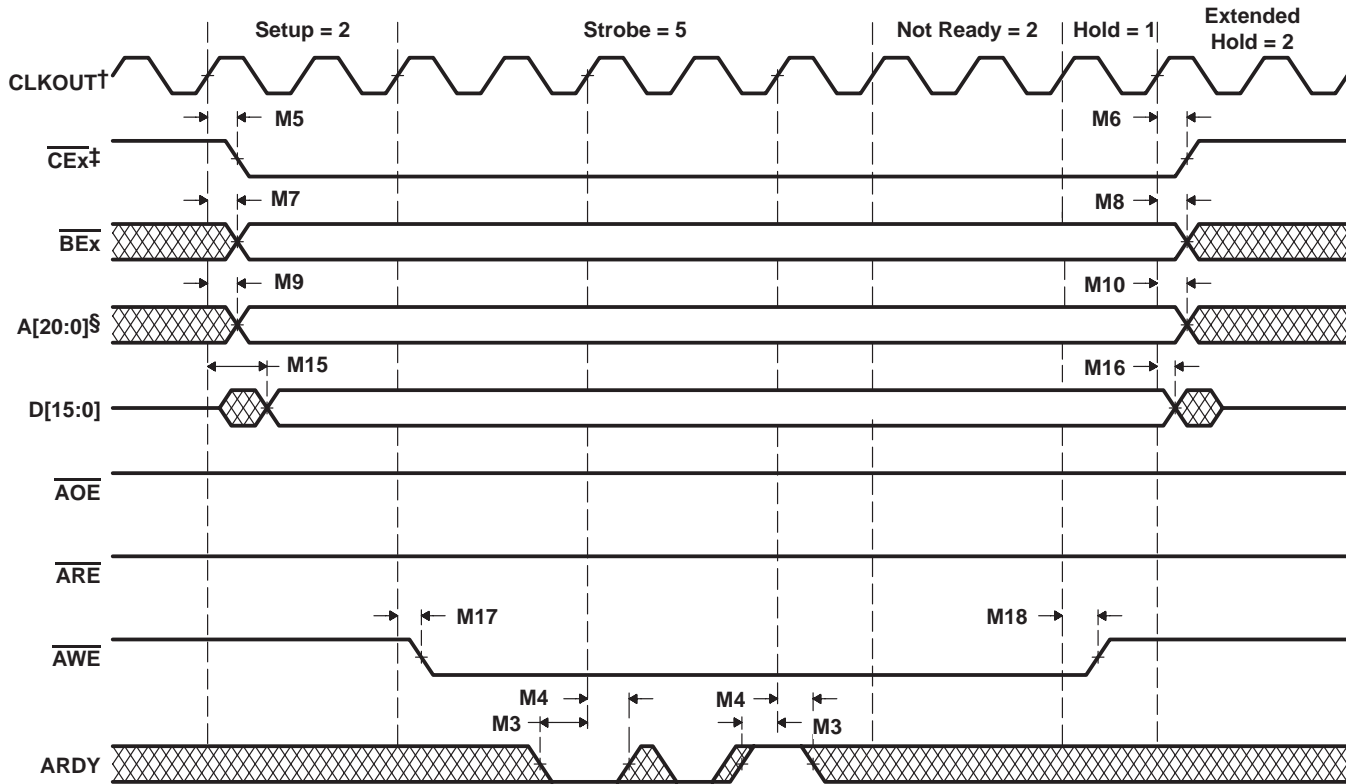 Setup = 2
Strobe = 5
Not Ready = 2
Hold = 1
Extended
Hold = 2
CLKOUT†
M5
M6
CEx‡
M7
M8
BEx
M9
M10
A[20:0]§
M15
M16
D[15:0]
AOE
ARE
M17
M18
AWE
M4
M4
M3
M3
ARDY